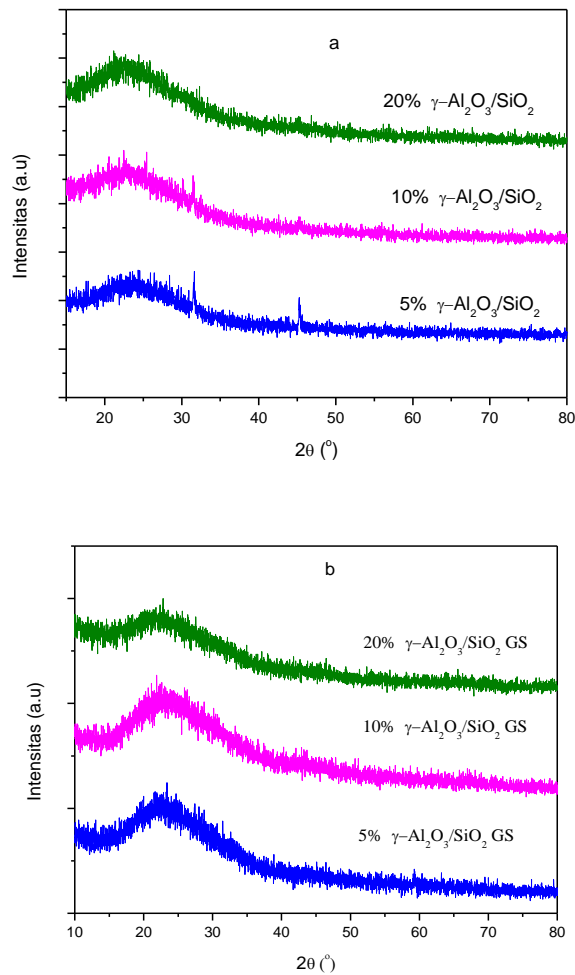 a
20% γ–Al₂O₃/SiO₂
10% γ–Al₂O₃/SiO₂
5% γ–Al₂O₃/SiO₂
Intensitas (a.u)
20 30 40 50 60 70 80
2θ (°)
b
20% γ–Al₂O₃/SiO₂ GS
10% γ–Al₂O₃/SiO₂ GS
5% γ–Al₂O₃/SiO₂ GS
Intensitas (a.u)
10 20 30 40 50 60 70 80
2θ (°)